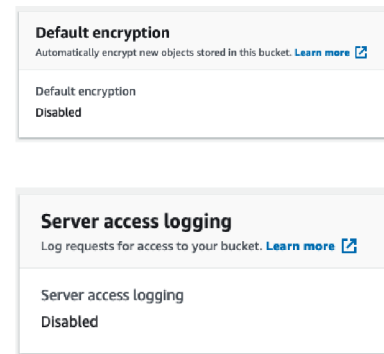 Default encryption
Automatically encrypt new objects stored in this bucket. Learn more
Default encryption
Disabled
Server access logging
Log requests for access to your bucket. Learn more
Server access logging
Disabled